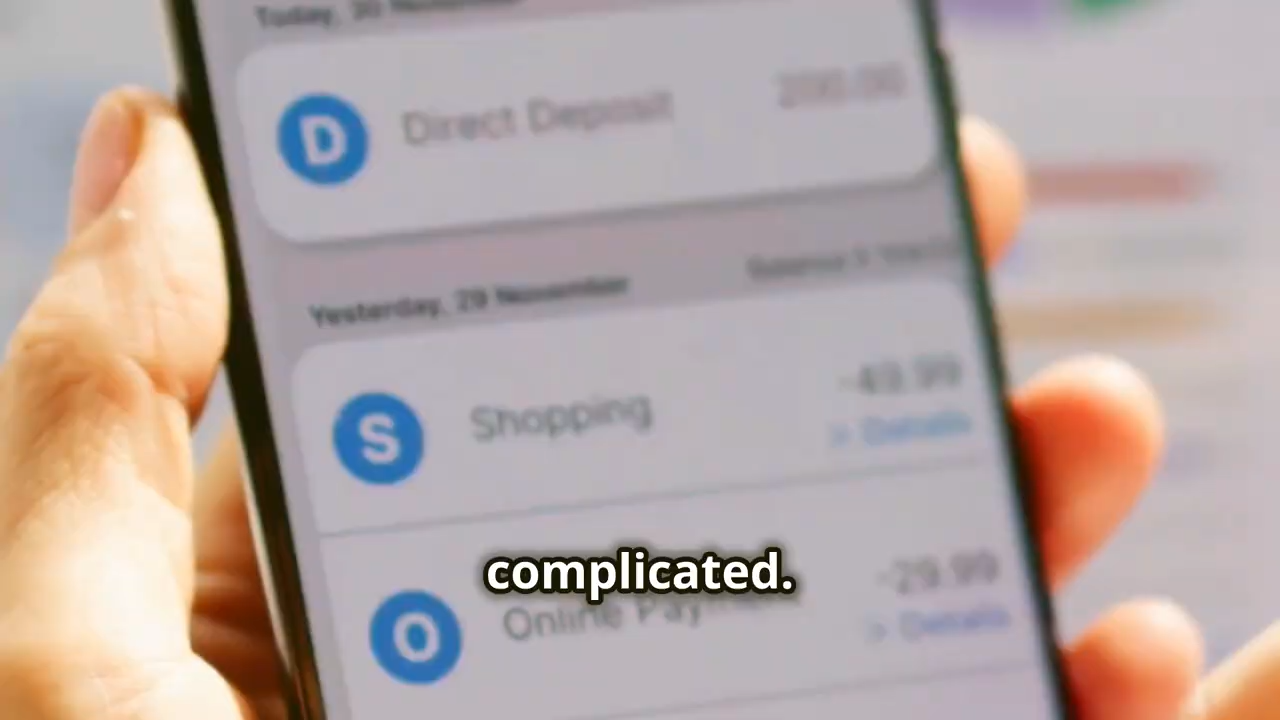 Today, 30 November
D Direct Deposit 200.00
Yesterday, 29 November
S Shopping -49.99
> Details
complicated.
O Online Payment -29.99
> Details